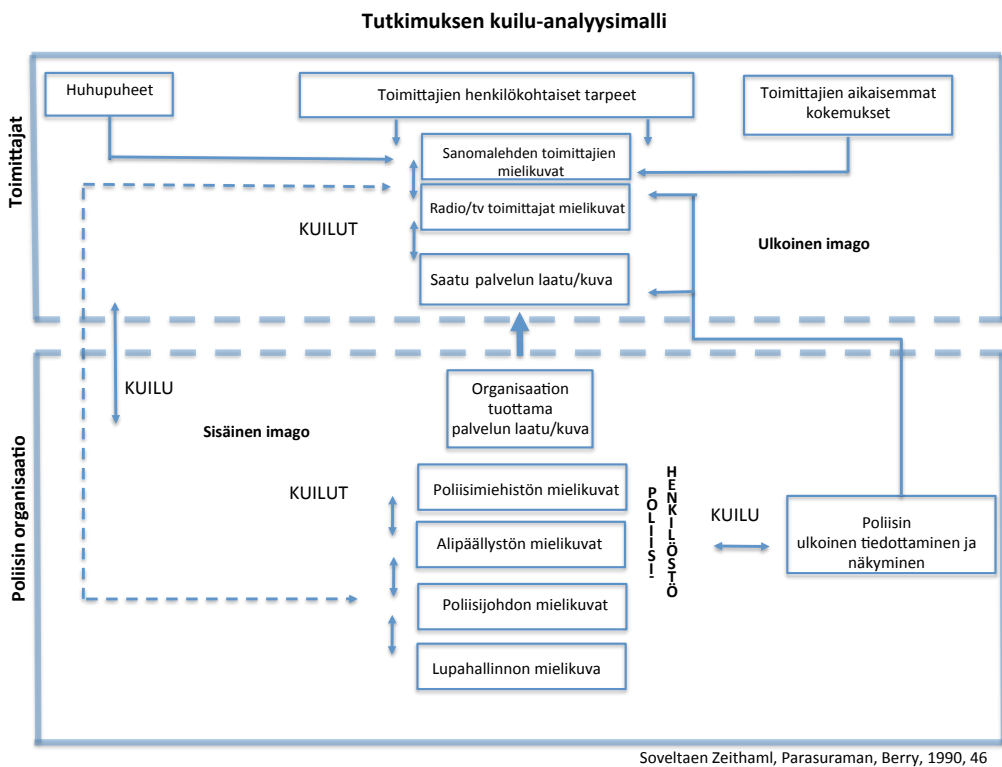 Tutkimuksen kuilu-analyysimalli
Toimittajat
Huhupuheet
Toimittajien henkilökohtaiset tarpeet
Toimittajien aikaisemmat
kokemukset
Sanomalehden toimittajien
mielikuvat
Radio/tv toimittajat mielikuvat
KUILUT
Ulkoinen imago
Saatu palvelun laatu/kuva
Poliisin organisaatio
KUILU
Organisaation
tuottama
palvelun laatu/kuva
Sisäinen imago
KUILUT
Poliisimiehistön mielikuvat
Alipäällystön mielikuvat
Poliisijohdon mielikuvat
Lupahallinnon mielikuva
POLIISI-
HENKILÖSTÖ
KUILU
Poliisin
ulkoinen tiedottaminen ja
näkyminen
Soveltaen Zeithaml, Parasuraman, Berry, 1990, 46